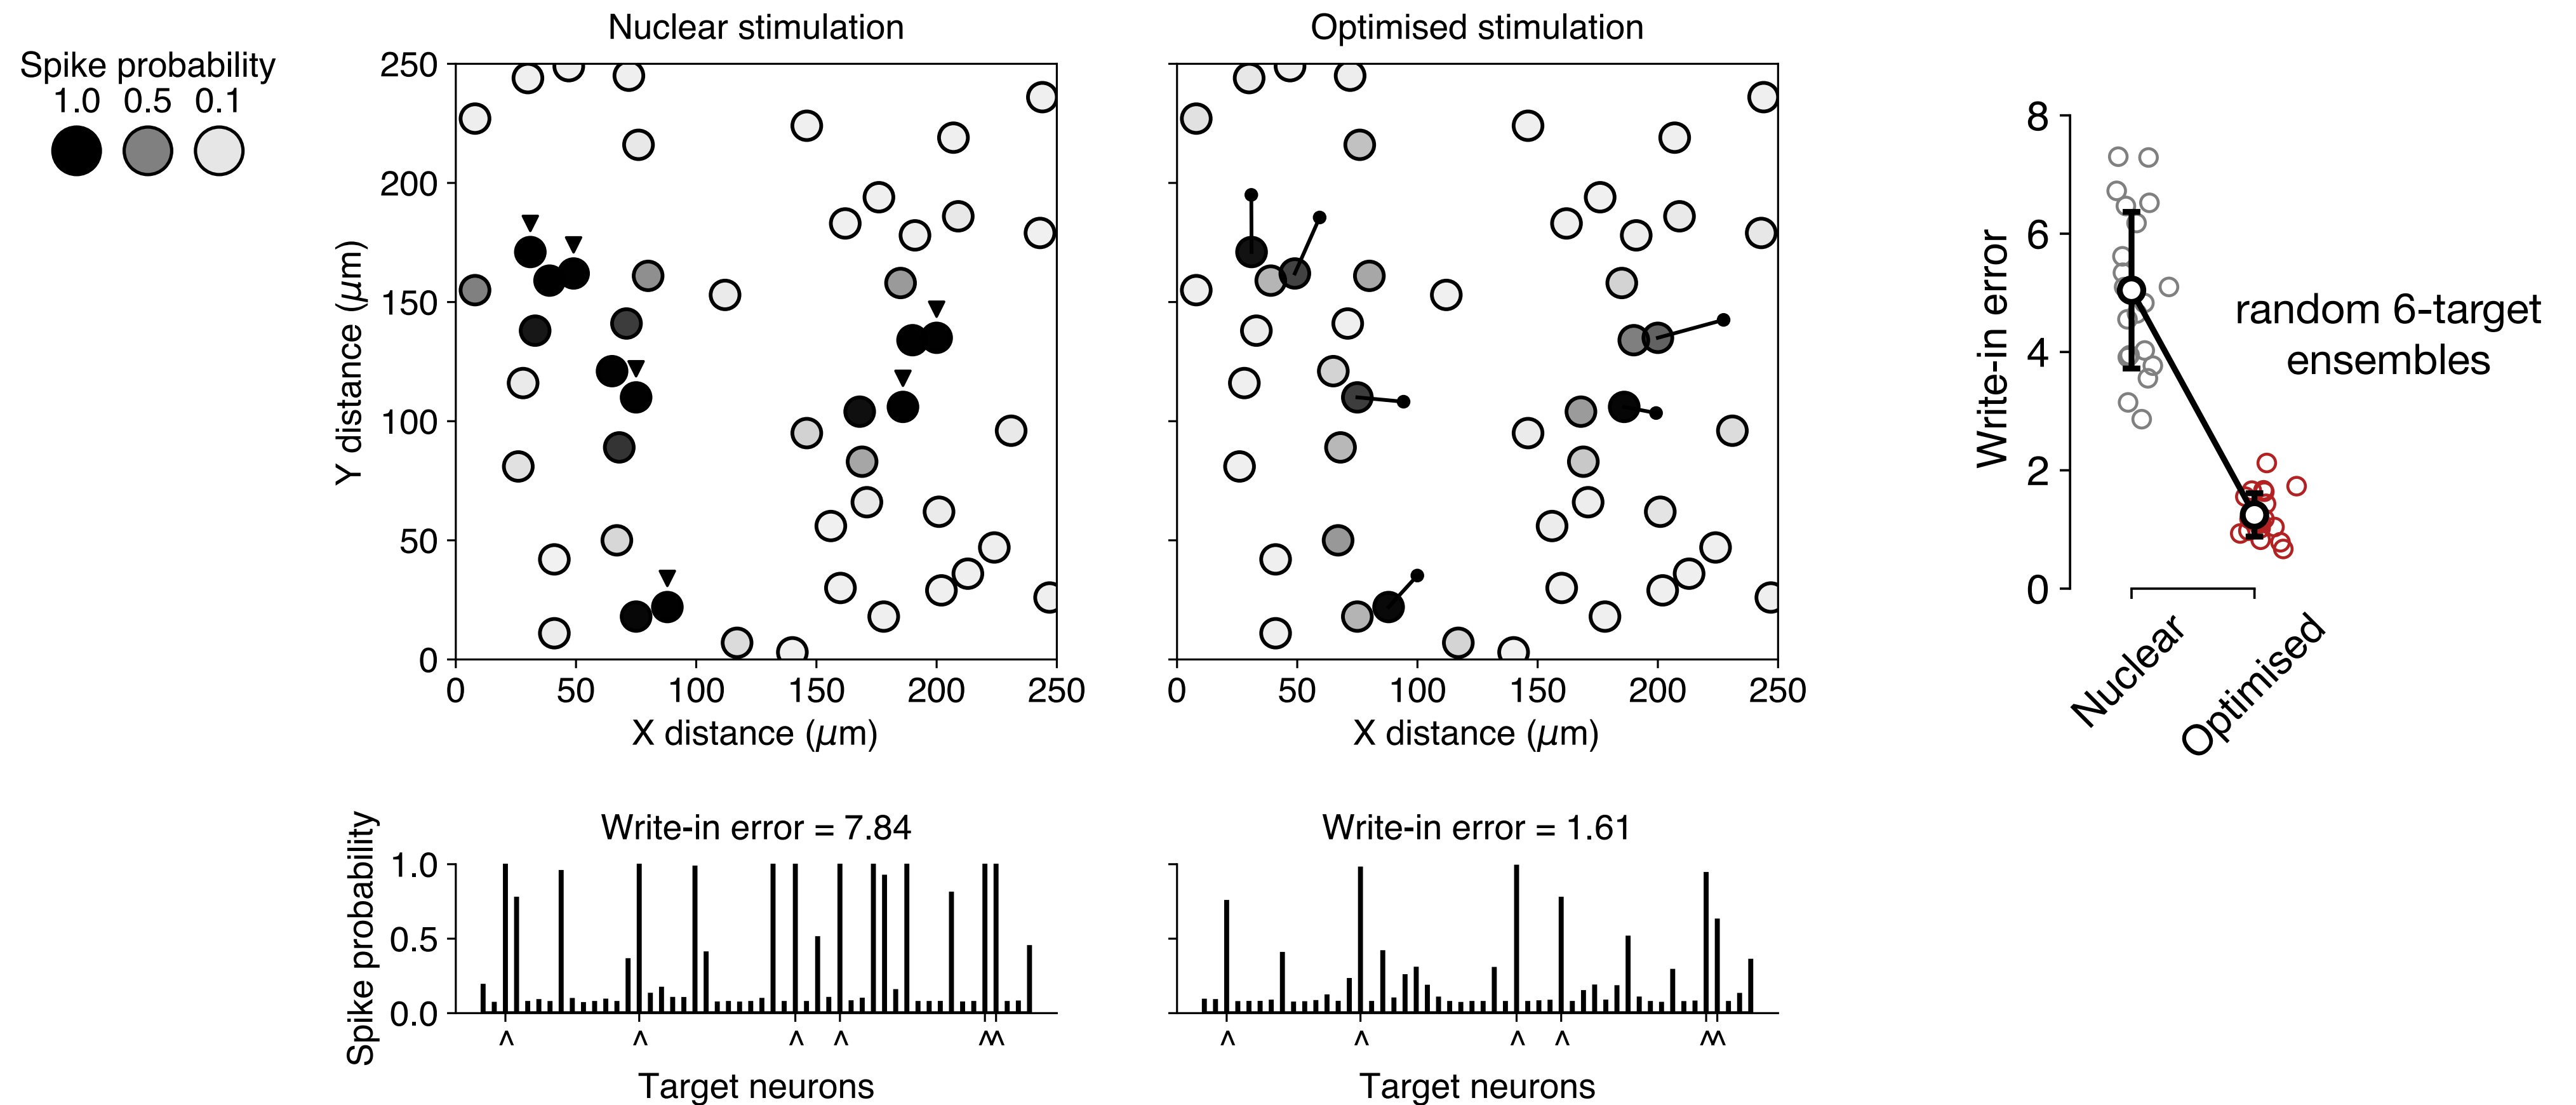 Spike probability
1.0 0.5 0.1
Nuclear stimulation
250
200
150
100
50
0
Y distance (μm)
0 50 100 150 200 250
X distance (μm)
Optimised stimulation
0 50 100 150 200 250
X distance (μm)
8
6
4
2
0
Write-in error
random 6-target
ensembles
Nuclear
Optimised
Write-in error = 7.84
1.0
0.5
0.0
Spike probability
^ ^ ^ ^ ^^
Target neurons
Write-in error = 1.61
^ ^ ^ ^ ^^
Target neurons